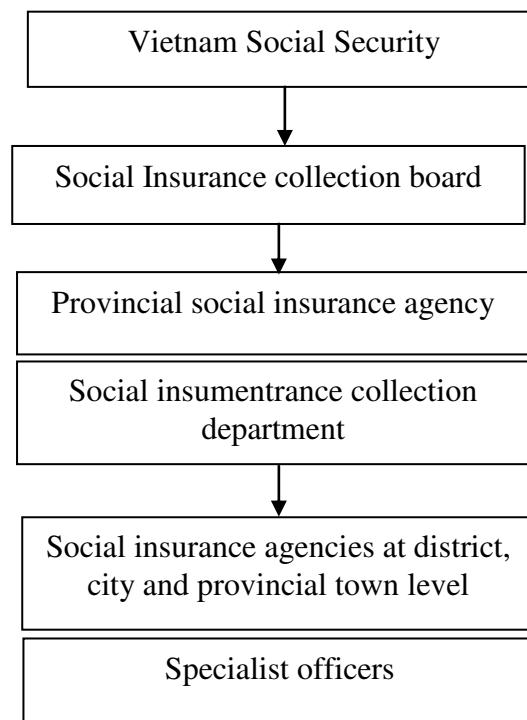 Vietnam Social Security
Social Insurance collection board
Provincial social insurance agency
Social insumentrance collection
department
Social insurance agencies at district,
city and provincial town level
Specialist officers